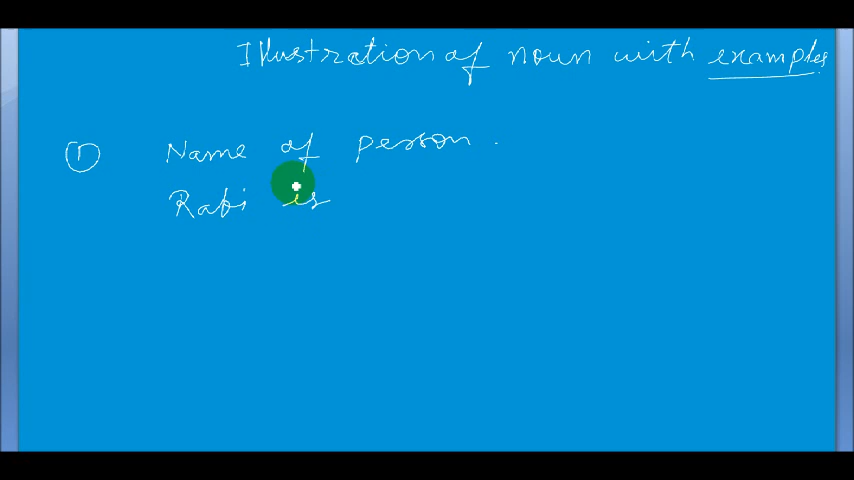 Illustration of noun with examples
① Name of person.
Rabi is